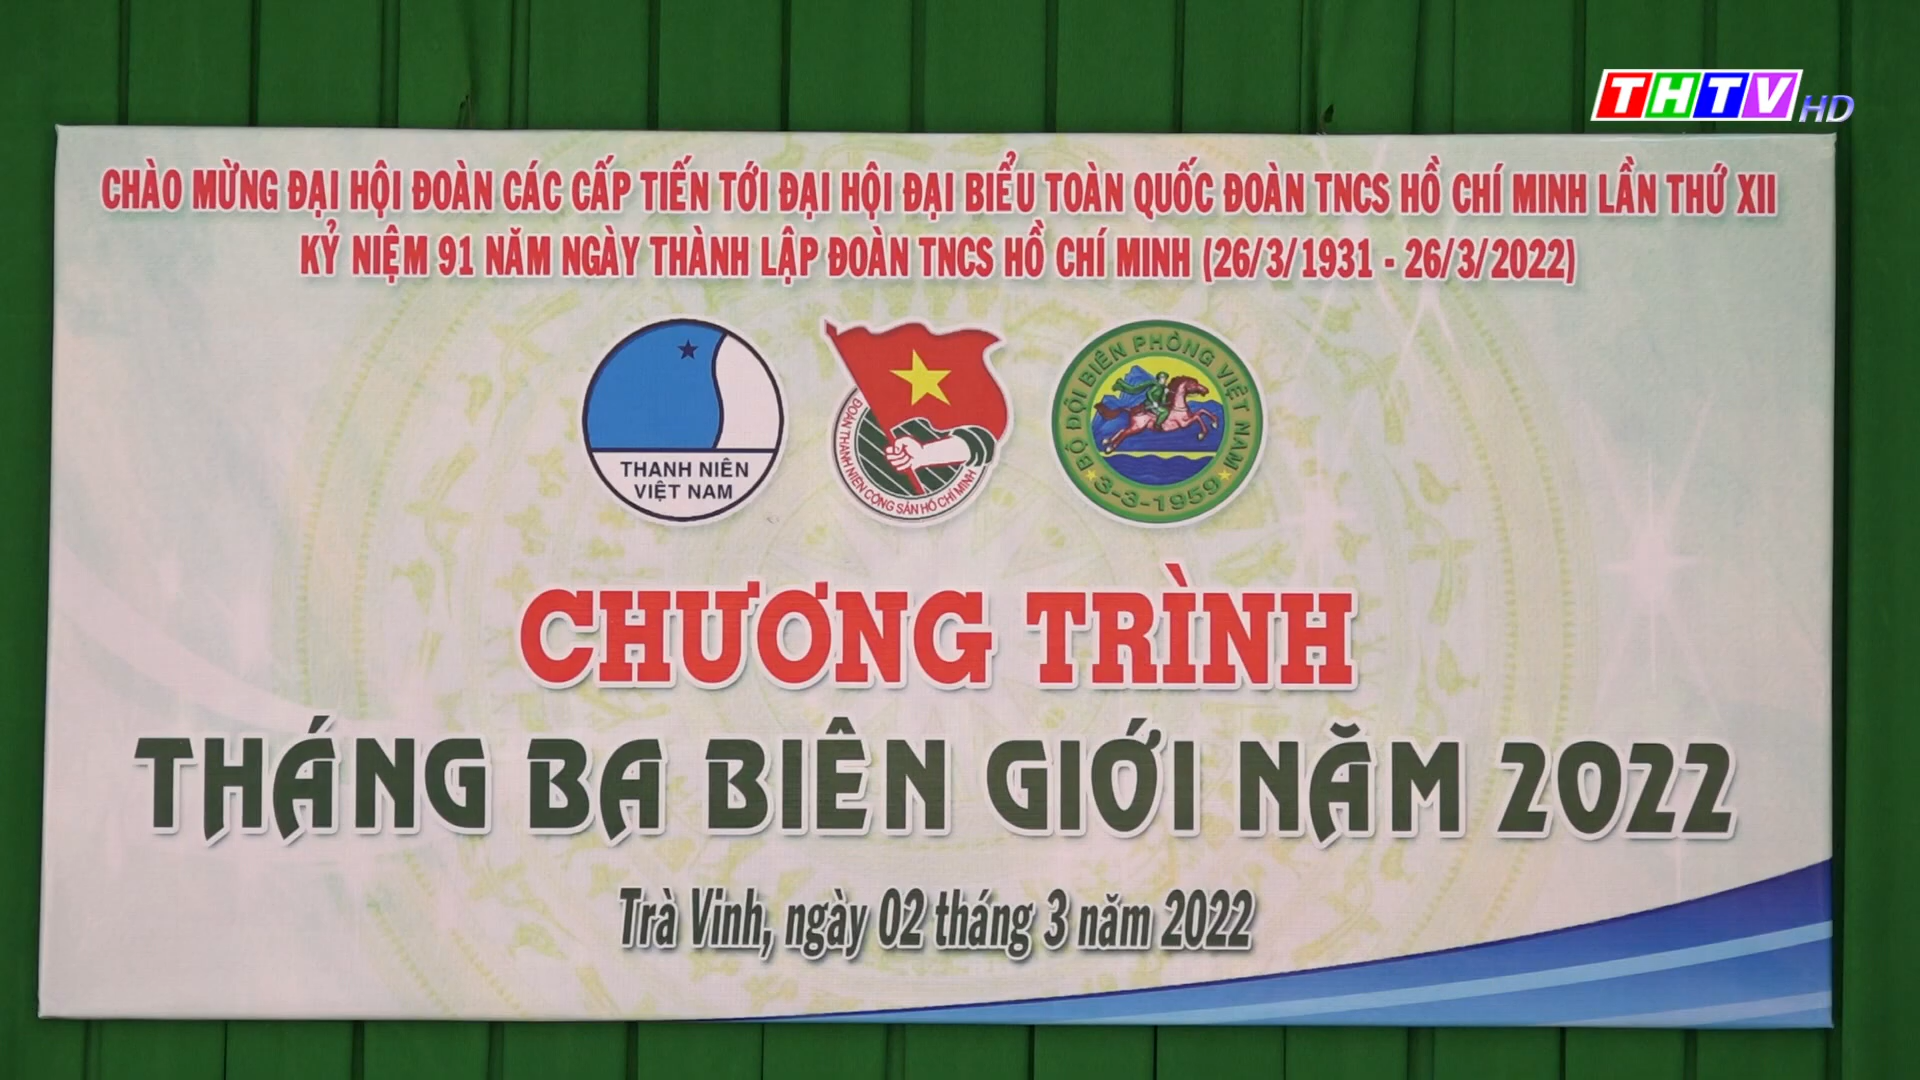 THTV HD
CHÀO MỪNG ĐẠI HỘI ĐOÀN CÁC CẤP TIẾN TỚI ĐẠI HỘI ĐẠI BIỂU TOÀN QUỐC ĐOÀN TNCS HỒ CHÍ MINH LẦN THỨ XII
KỶ NIỆM 91 NĂM NGÀY THÀNH LẬP ĐOÀN TNCS HỒ CHÍ MINH (26/3/1931 - 26/3/2022)
THANH NIÊN
VIỆT NAM
ĐOÀN THANH NIÊN CỘNG SẢN HỒ CHÍ MINH
BỘ ĐỘI BIÊN PHÒNG VIỆT NAM
3-3-1959
CHƯƠNG TRÌNH
THÁNG BA BIÊN GIỚI NĂM 2022
Trà Vinh, ngày 02 tháng 3 năm 2022